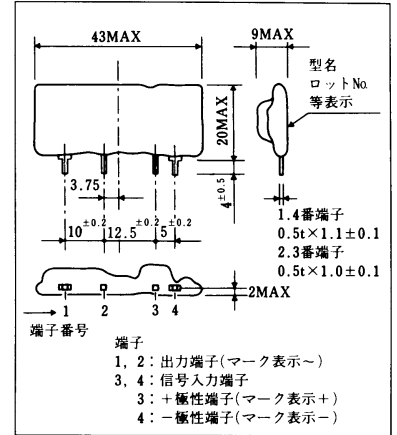 43MAX
9MAX
型名
ロットNo.
等表示
20MAX
3.75
4±0.5
10±0.2
12.5±0.2
5±0.2
1.4番端子
0.5t×1.1±0.1
2.3番端子
0.5t×1.0±0.1
2MAX
1 2 3 4
端子番号
端子
1, 2：出力端子(マーク表示～)
3, 4：信号入力端子
3：＋極性端子(マーク表示＋)
4：－極性端子(マーク表示－)